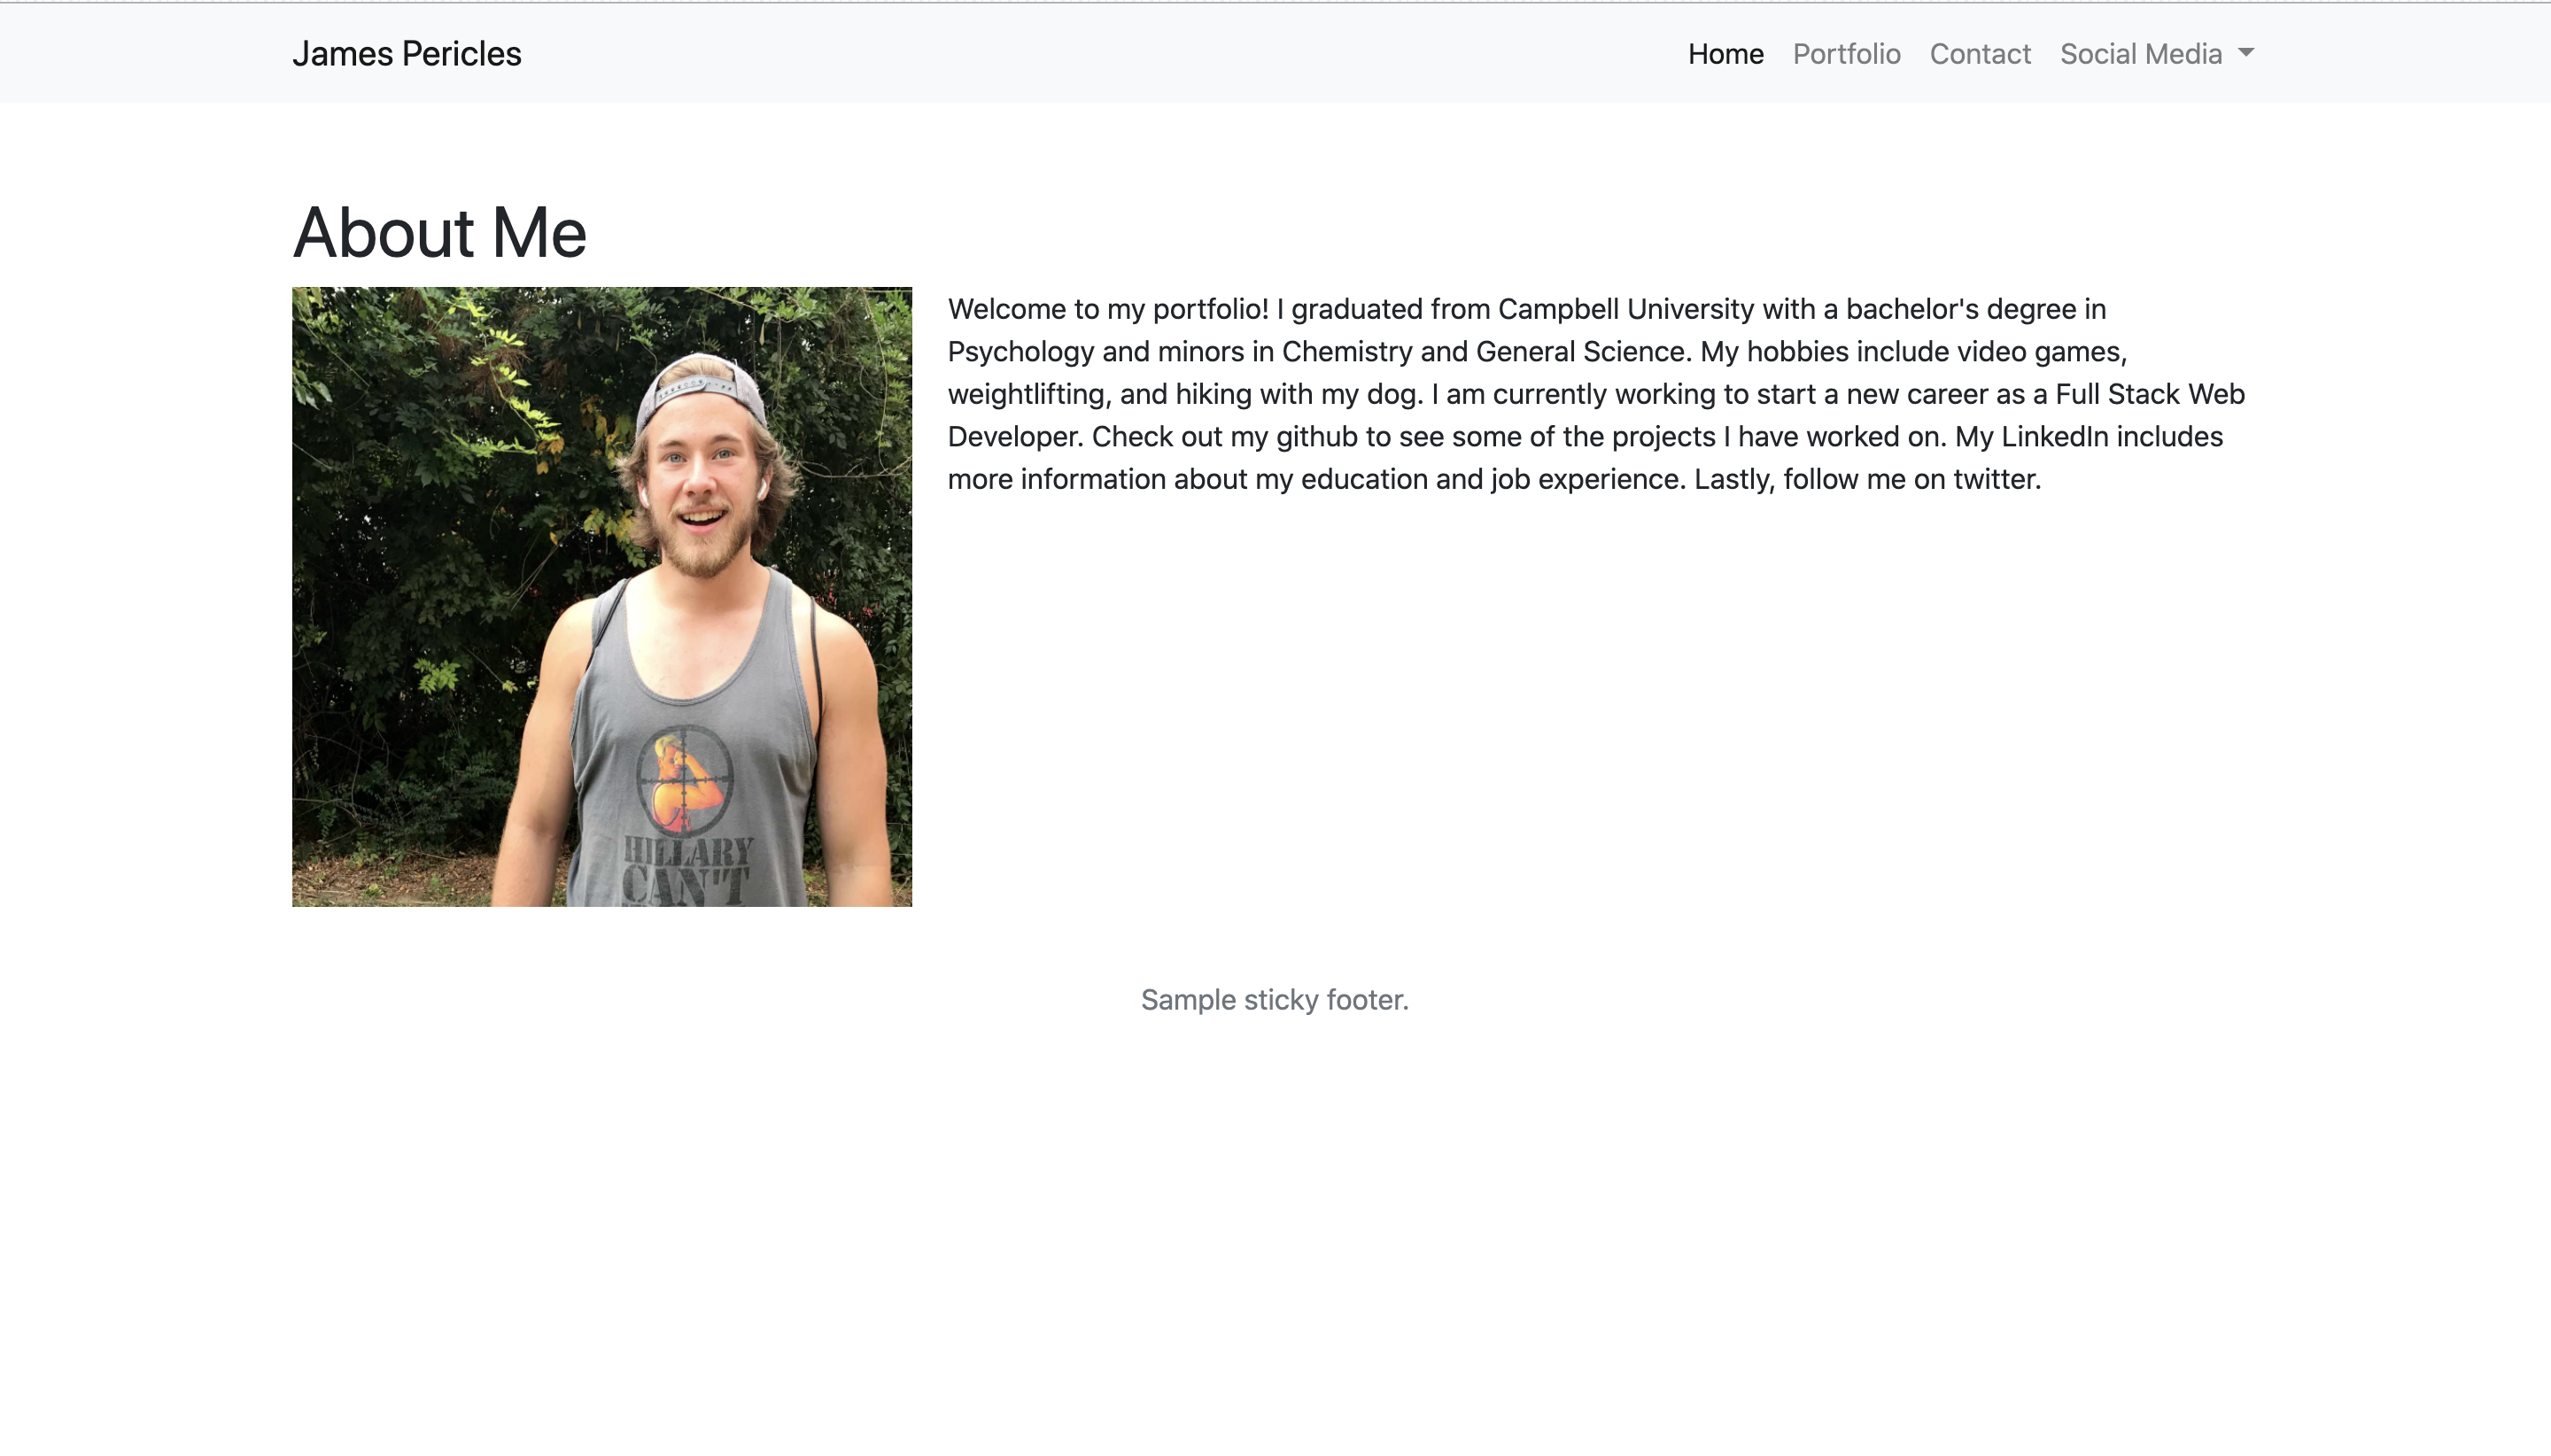 James Pericles
Home Portfolio Contact Social Media
About Me
Welcome to my portfolio! I graduated from Campbell University with a bachelor's degree in
Psychology and minors in Chemistry and General Science. My hobbies include video games,
weightlifting, and hiking with my dog. I am currently working to start a new career as a Full Stack Web
Developer. Check out my github to see some of the projects I have worked on. My LinkedIn includes
more information about my education and job experience. Lastly, follow me on twitter.
HILLARY
CAN'T
Sample sticky footer.